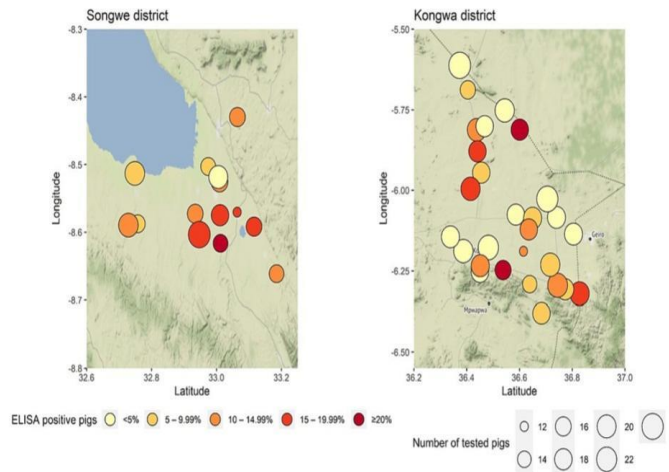 Songwe district
Kongwa district
-8.3
-8.4
-8.5
-8.6
-8.7
-8.8
Longitude
32.6 32.8 33.0 33.2
Latitude
-5.50
-5.75
-6.00
-6.25
-6.50
Longitude
Geiro
Mpwapwa
36.2 36.4 36.6 36.8 37.0
Latitude
ELISA positive pigs <5% 5 – 9.99% 10 – 14.99% 15 – 19.99% ≥20%
Number of tested pigs
12 16 20
14 18 22